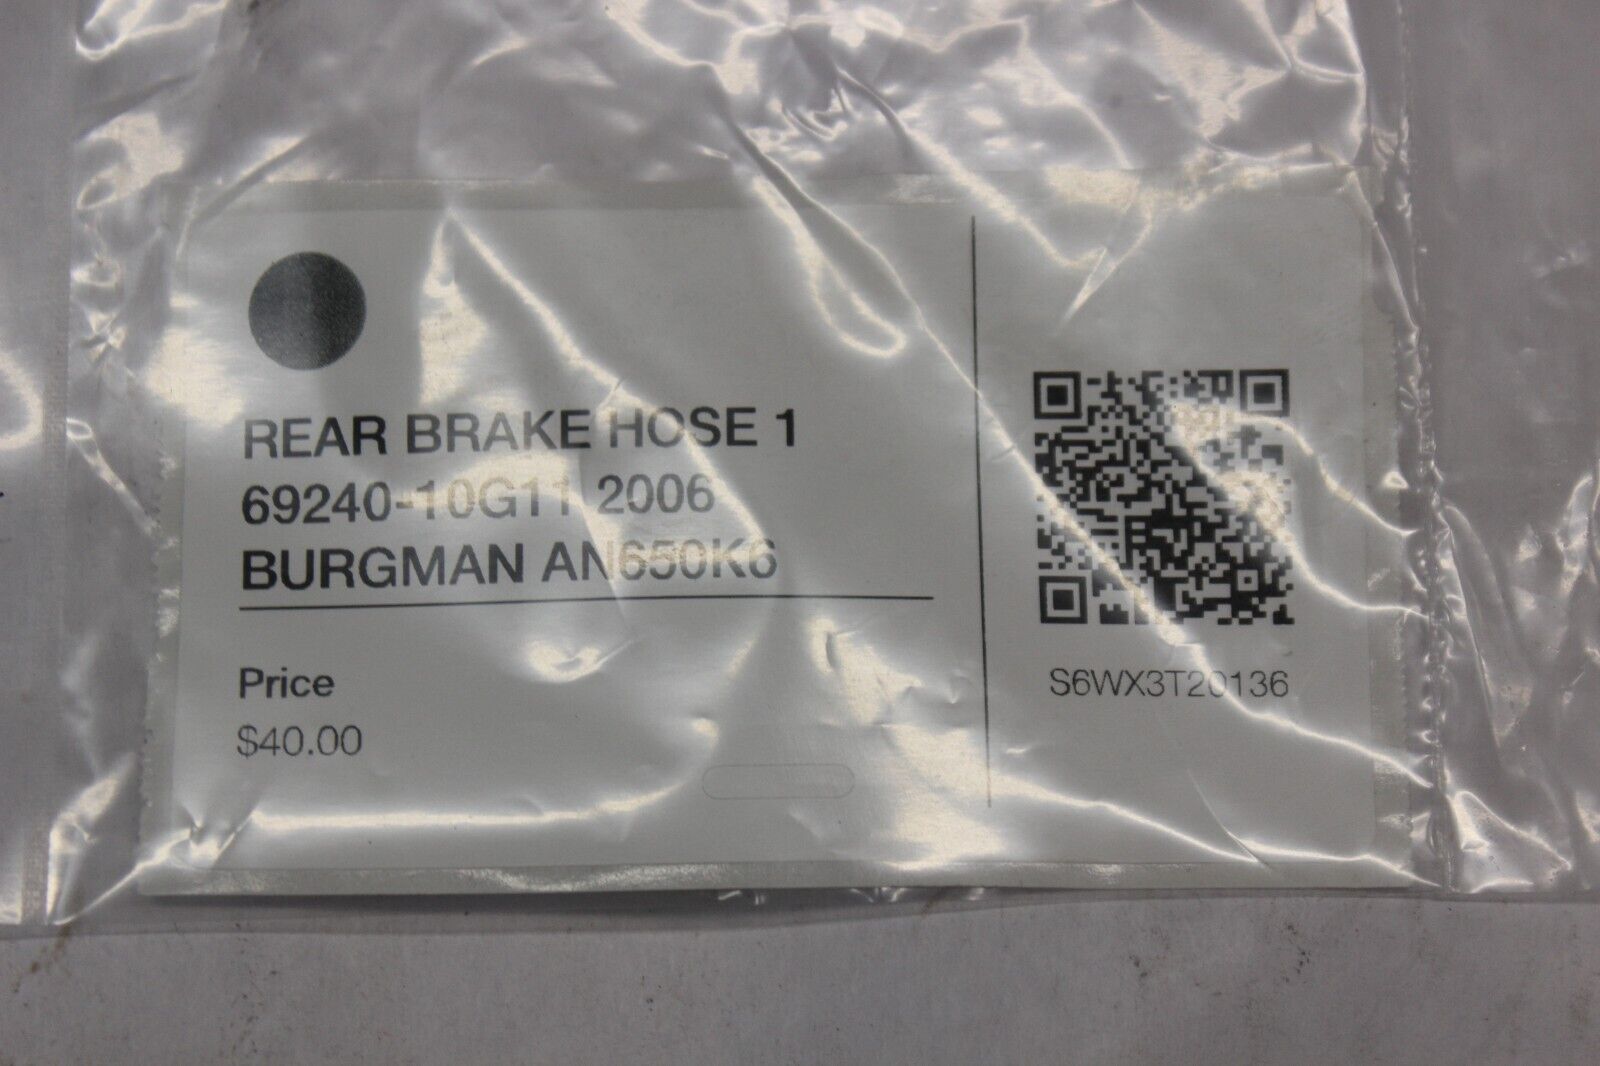 REAR BRAKE HOSE 1
69240-10G11 2006
BURGMAN AN650K6
Price
$40.00
S6WX3T20136